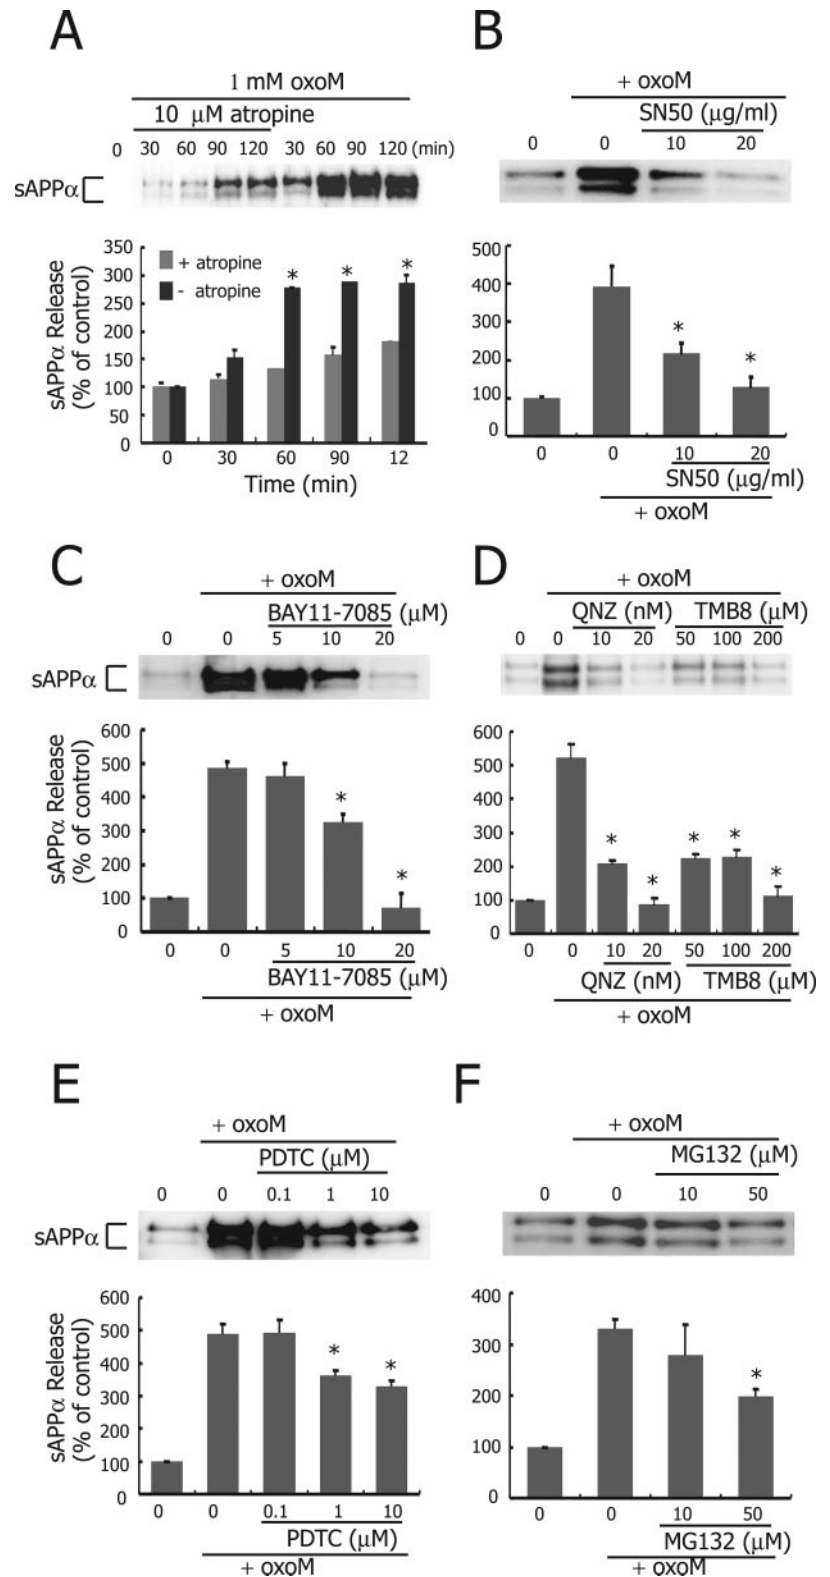 A
1 mM oxoM
10 μM atropine
0 30 60 90 120 30 60 90 120 (min)
sAPPα
350
300
250
200
150
100
50
0
+ atropine
- atropine
* * *
sAPPα Release
(% of control)
0 30 60 90 12
Time (min)
B
+ oxoM
SN50 (μg/ml)
0 0 10 20
500
400
300
200
100
0
* *
0 0 10 20
SN50 (μg/ml)
+ oxoM
C
+ oxoM
BAY11-7085 (μM)
0 0 5 10 20
sAPPα
600
500
400
300
200
100
0
* *
sAPPα Release
(% of control)
0 0 5 10 20
BAY11-7085 (μM)
+ oxoM
D
+ oxoM
QNZ (nM) TMB8 (μM)
0 0 10 20 50 100 200
600
500
400
300
200
100
0
* * * * *
0 0 10 20 50 100 200
QNZ (nM) TMB8 (μM)
+ oxoM
E
+ oxoM
PDTC (μM)
0 0 0.1 1 10
sAPPα
600
500
400
300
200
100
0
* *
sAPPα Release
(% of control)
0 0 0.1 1 10
PDTC (μM)
+ oxoM
F
+ oxoM
MG132 (μM)
0 0 10 50
400
300
200
100
0
*
0 0 10 50
MG132 (μM)
+ oxoM